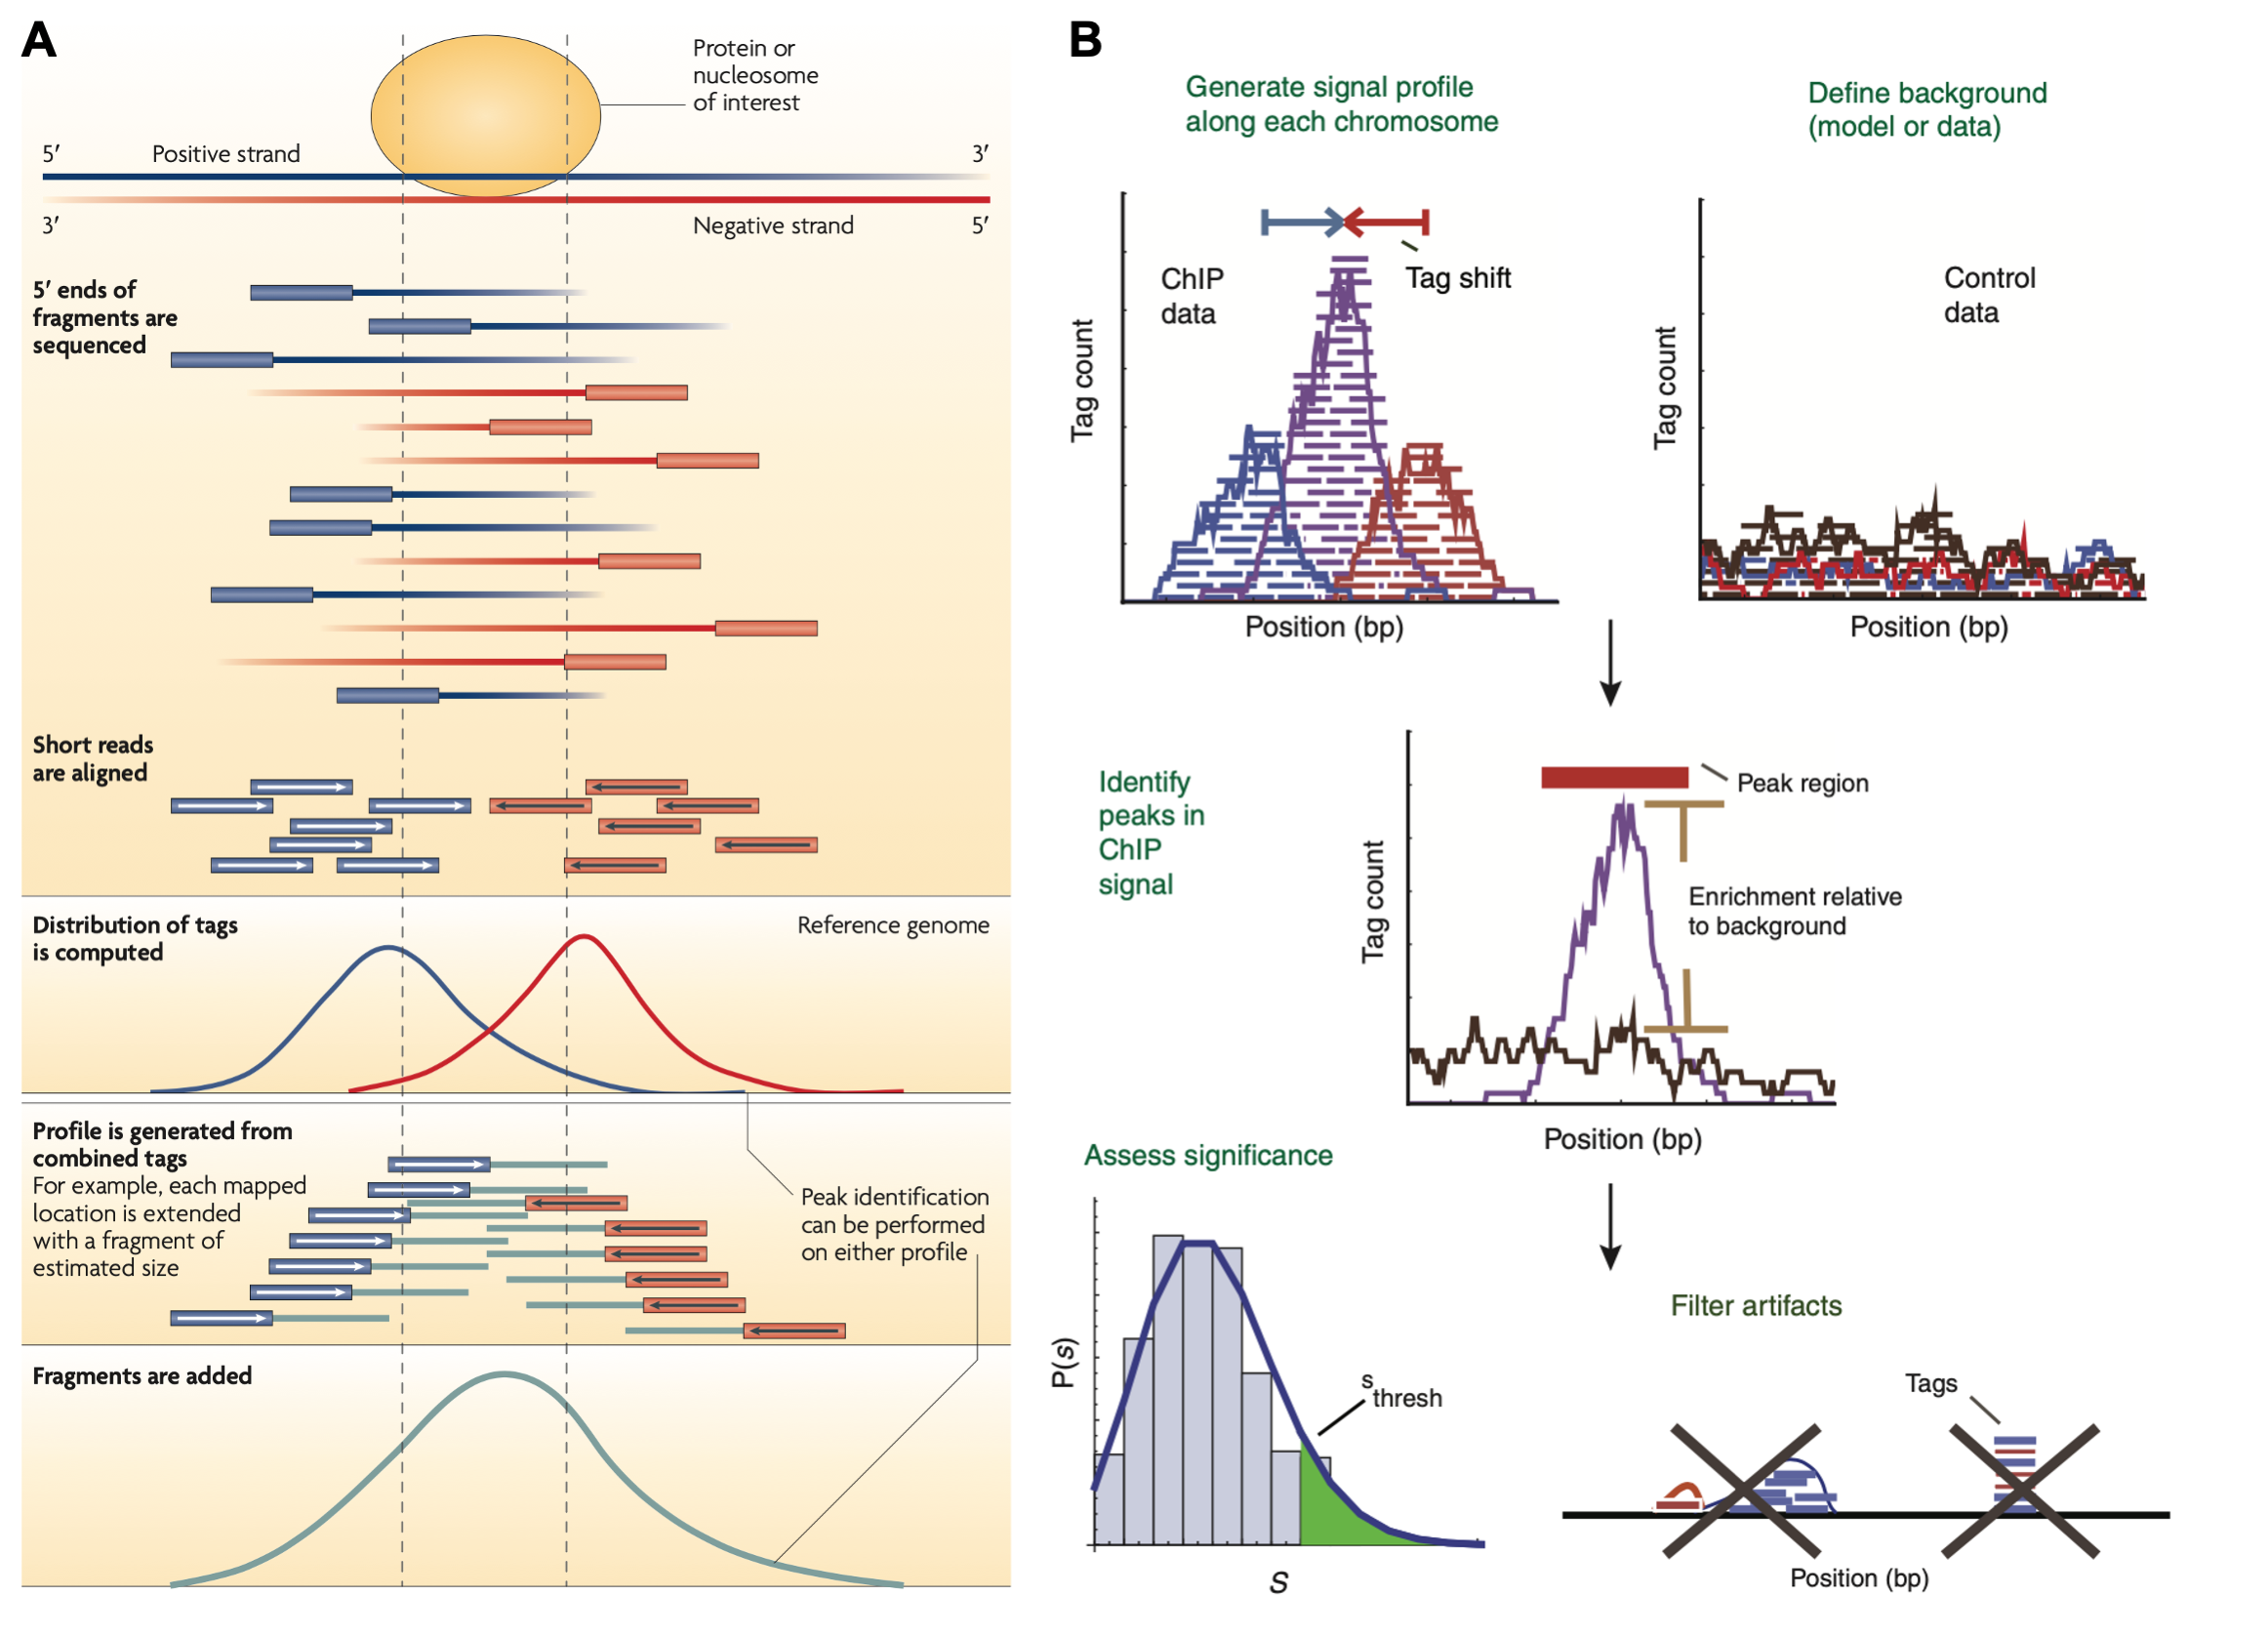 A
Protein or
nucleosome
of interest
5′
Positive strand
3′
3′
Negative strand
5′
5′ ends of
fragments are
sequenced
Short reads
are aligned
Distribution of tags
is computed
Reference genome
Profile is generated from
combined tags
For example, each mapped
location is extended
with a fragment of
estimated size
Peak identification
can be performed
on either profile
Fragments are added
B
Generate signal profile
along each chromosome
Define background
(model or data)
ChIP
data
Tag shift
Tag count
Position (bp)
Control
data
Tag count
Position (bp)
Identify
peaks in
ChIP
signal
Peak region
Enrichment relative
to background
Tag count
Position (bp)
Assess significance
P(s)
s
thresh
S
Filter artifacts
Tags
Position (bp)